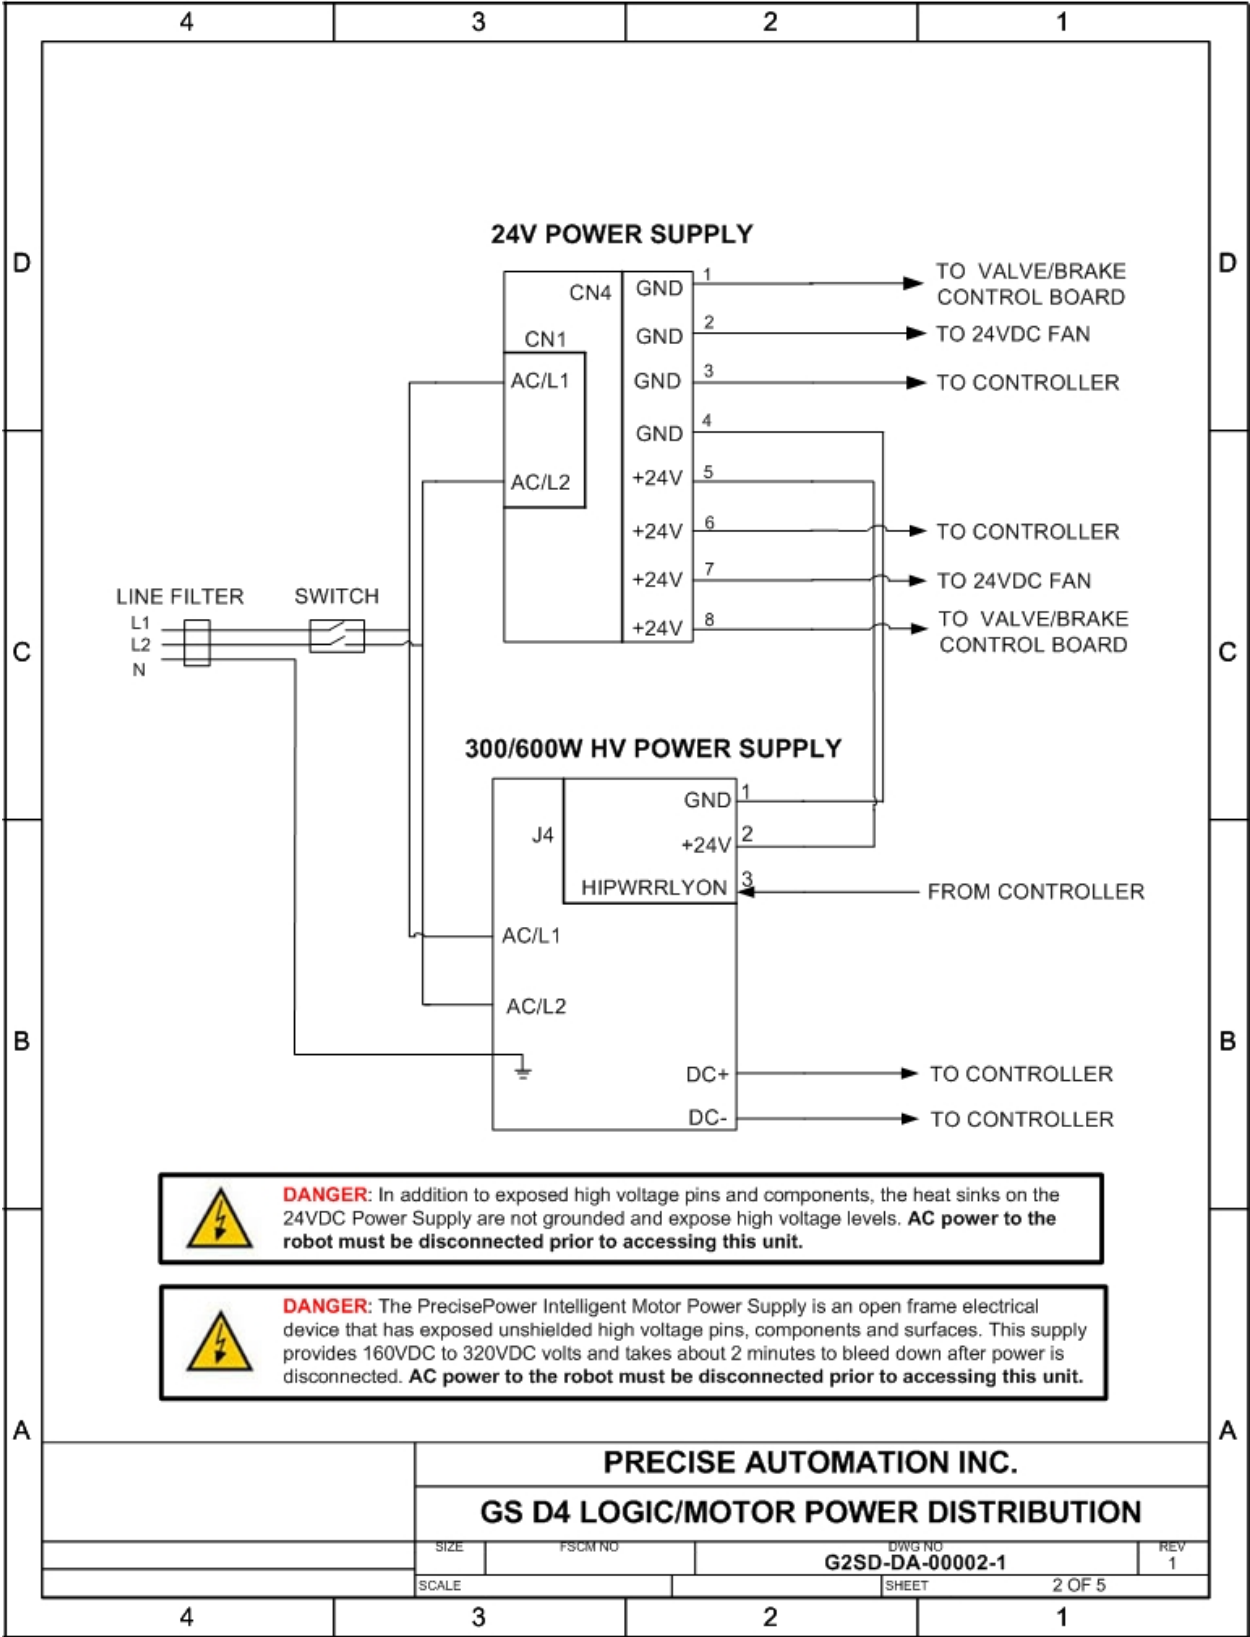 4 3 2 1
24V POWER SUPPLY
D
D
CN4
GND
1
TO VALVE/BRAKE
CONTROL BOARD
GND
2
TO 24VDC FAN
CN1
AC/L1
GND
3
TO CONTROLLER
GND
4
AC/L2
+24V
5
+24V
6
TO CONTROLLER
+24V
7
TO 24VDC FAN
+24V
8
TO VALVE/BRAKE
CONTROL BOARD
LINE FILTER
SWITCH
L1
L2
N
C
C
300/600W HV POWER SUPPLY
GND
1
J4
+24V
2
HIPWRRLYON
3
FROM CONTROLLER
AC/L1
AC/L2
B
B
DC+
TO CONTROLLER
DC-
TO CONTROLLER
DANGER: In addition to exposed high voltage pins and components, the heat sinks on the
24VDC Power Supply are not grounded and expose high voltage levels. AC power to the
robot must be disconnected prior to accessing this unit.
DANGER: The PrecisePower Intelligent Motor Power Supply is an open frame electrical
device that has exposed unshielded high voltage pins, components and surfaces. This supply
provides 160VDC to 320VDC volts and takes about 2 minutes to bleed down after power is
disconnected. AC power to the robot must be disconnected prior to accessing this unit.
A
A
PRECISE AUTOMATION INC.
GS D4 LOGIC/MOTOR POWER DISTRIBUTION
SIZE
FSCM NO
DWG NO
G2SD-DA-00002-1
REV
1
SCALE
SHEET
2 OF 5
4 3 2 1